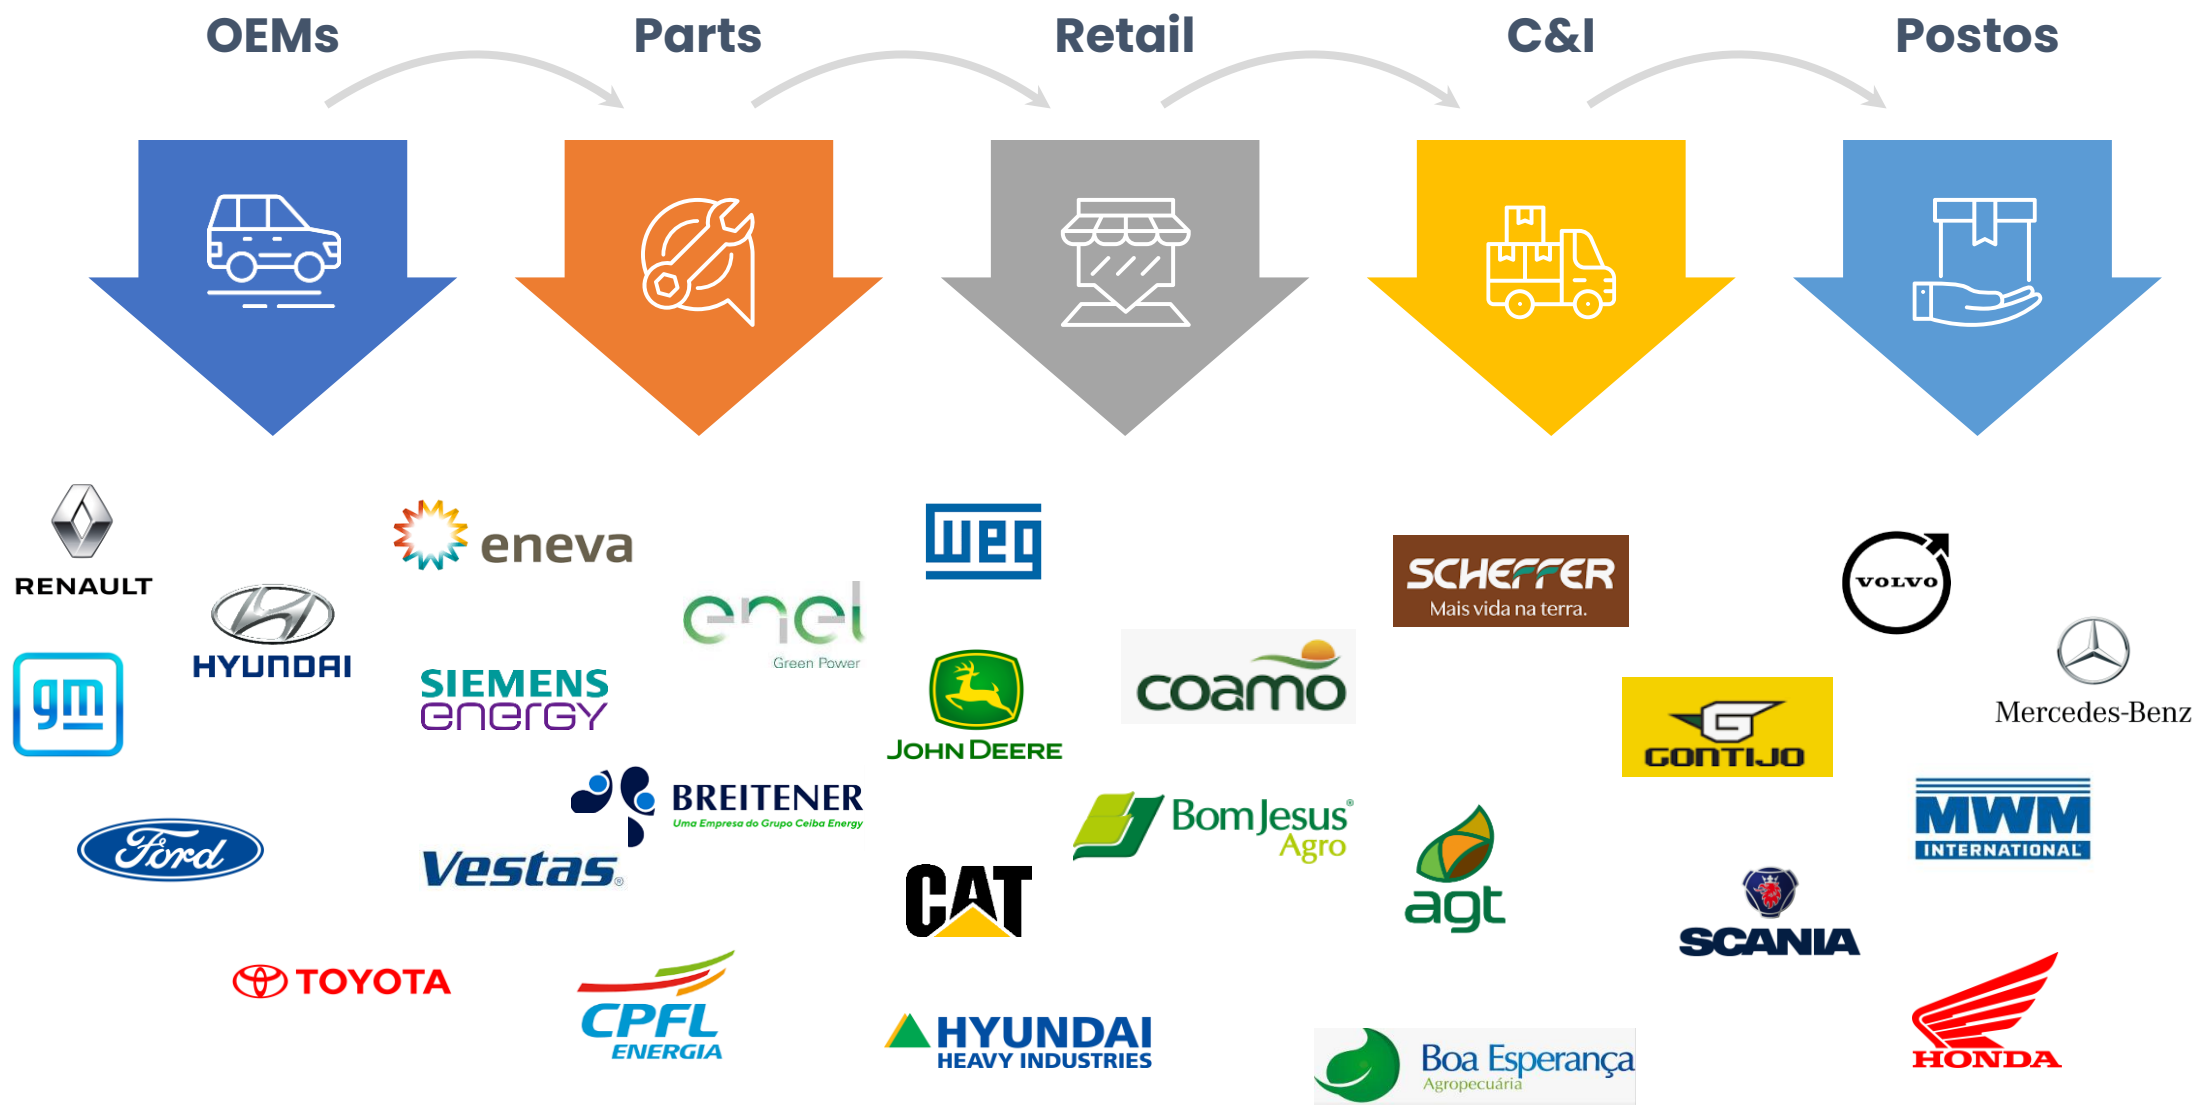 OEMs
Parts
Retail
C&I
Postos
RENAULT
HYUNDAI
gm
Ford
TOYOTA
eneva
enel
Green Power
SIEMENS
energy
BREITENER
Uma Empresa do Grupo Ceiba Energy
Vestas®
CPFL
ENERGIA
weg
JOHN DEERE
coamo
BomJesus®
Agro
CAT
HYUNDAI
HEAVY INDUSTRIES
SCHEFFER
Mais vida na terra.
GONTIJO
agt
Boa Esperança
Agropecuária
VOLVO
Mercedes-Benz
MWM
INTERNATIONAL
SCANIA
HONDA